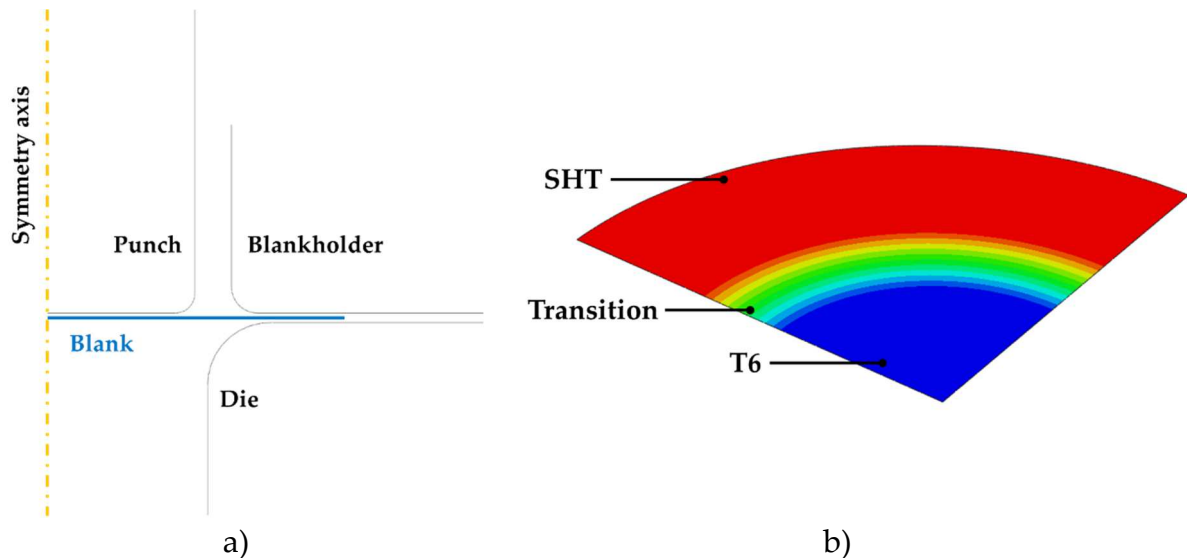 Symmetry axis
Punch
Blankholder
Blank
Die
a)
SHT
Transition
T6
b)